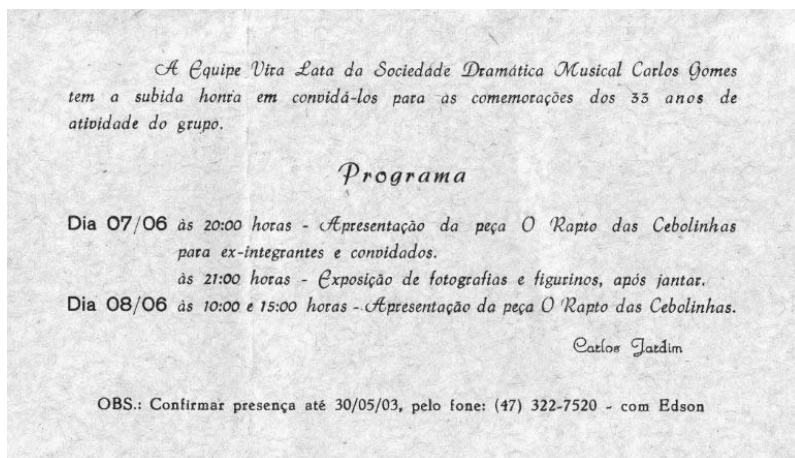 A Equipe Vira Lata da Sociedade Dramática Musical Carlos Gomes
tem a subida honra em convidá-los para as comemorações dos 33 anos de
atividade do grupo.
Programa
Dia 07/06 às 20:00 horas - Apresentação da peça O Rapto das Cebolinhas
para ex-integrantes e convidados.
às 21:00 horas - Exposição de fotografias e figurinos, após jantar.
Dia 08/06 às 10:00 e 15:00 horas - Apresentação da peça O Rapto das Cebolinhas.
Carlos Jardim
OBS.: Confirmar presença até 30/05/03, pelo fone: (47) 322-7520 - com Edson